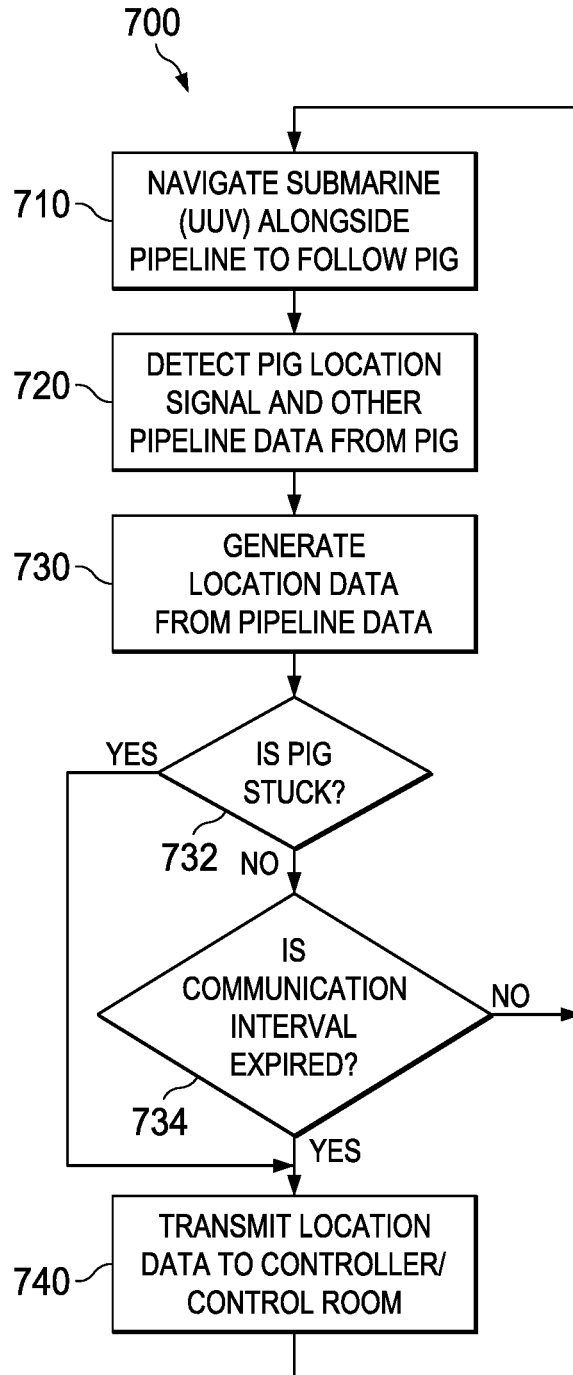 700
710
NAVIGATE SUBMARINE
(UUV) ALONGSIDE
PIPELINE TO FOLLOW PIG
720
DETECT PIG LOCATION
SIGNAL AND OTHER
PIPELINE DATA FROM PIG
730
GENERATE
LOCATION DATA
FROM PIPELINE DATA
YES
IS PIG
STUCK?
732
NO
IS
COMMUNICATION
INTERVAL
EXPIRED?
NO
734
YES
740
TRANSMIT LOCATION
DATA TO CONTROLLER/
CONTROL ROOM